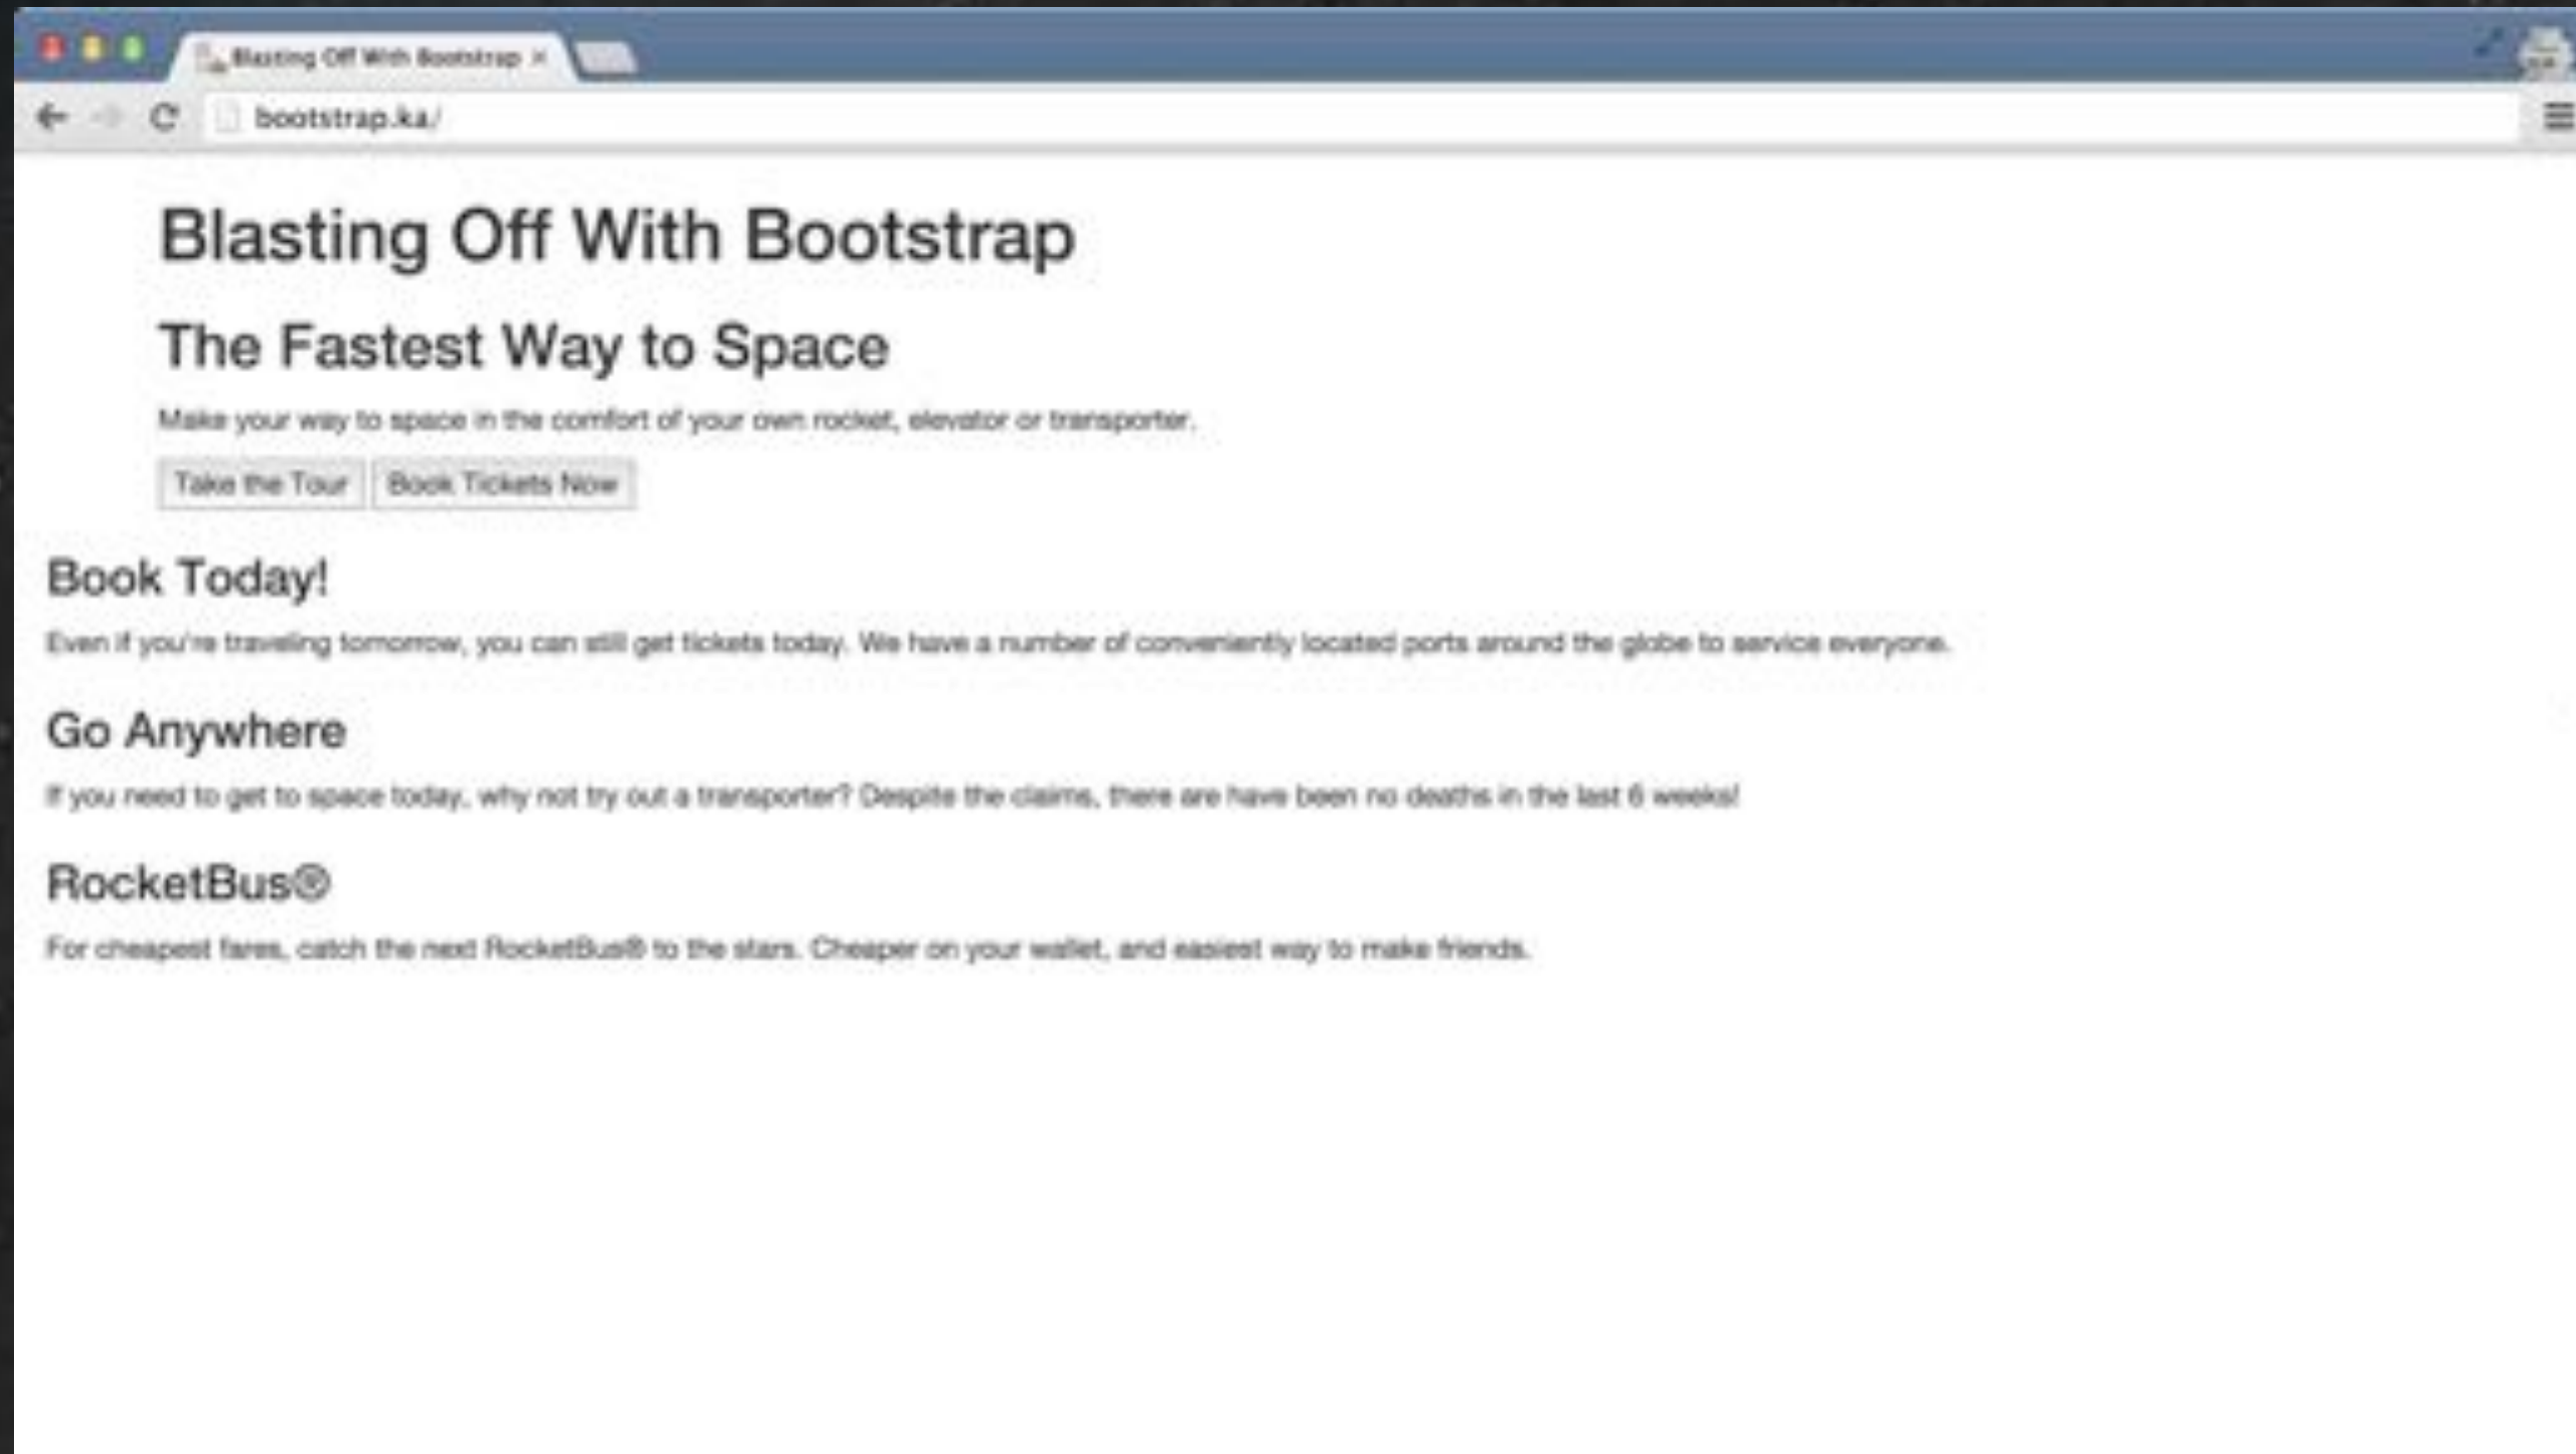 Blasting Off With Bootstrap
bootstrap.ka/
Blasting Off With Bootstrap
The Fastest Way to Space
Make your way to space in the comfort of your own rocket, elevator or transporter.
Take the Tour Book Tickets Now
Book Today!
Even if you're traveling tomorrow, you can still get tickets today. We have a number of conveniently located ports around the globe to service everyone.
Go Anywhere
If you need to get to space today, why not try out a transporter? Despite the claims, there are have been no deaths in the last 6 weeks!
RocketBus®
For cheapest fares, catch the next RocketBus® to the stars. Cheaper on your wallet, and easiest way to make friends.